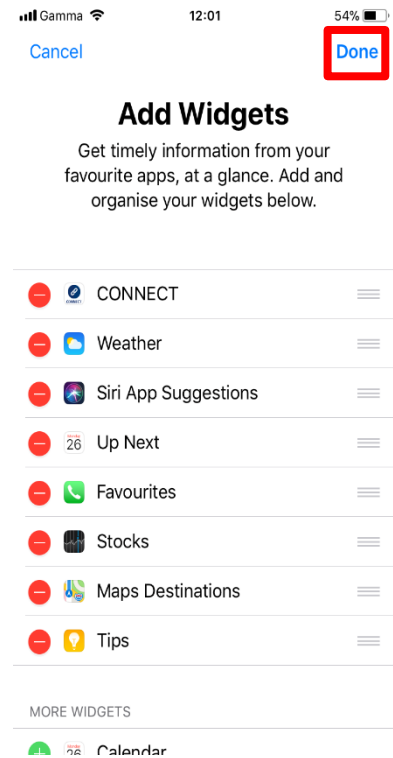 Gamma 12:01 54%
Cancel Done
Add Widgets
Get timely information from your
favourite apps, at a glance. Add and
organise your widgets below.
CONNECT CONNECT
Weather
Siri App Suggestions
26 Up Next
Favourites
Stocks
Maps Destinations
Tips
MORE WIDGETS
26 Calendar